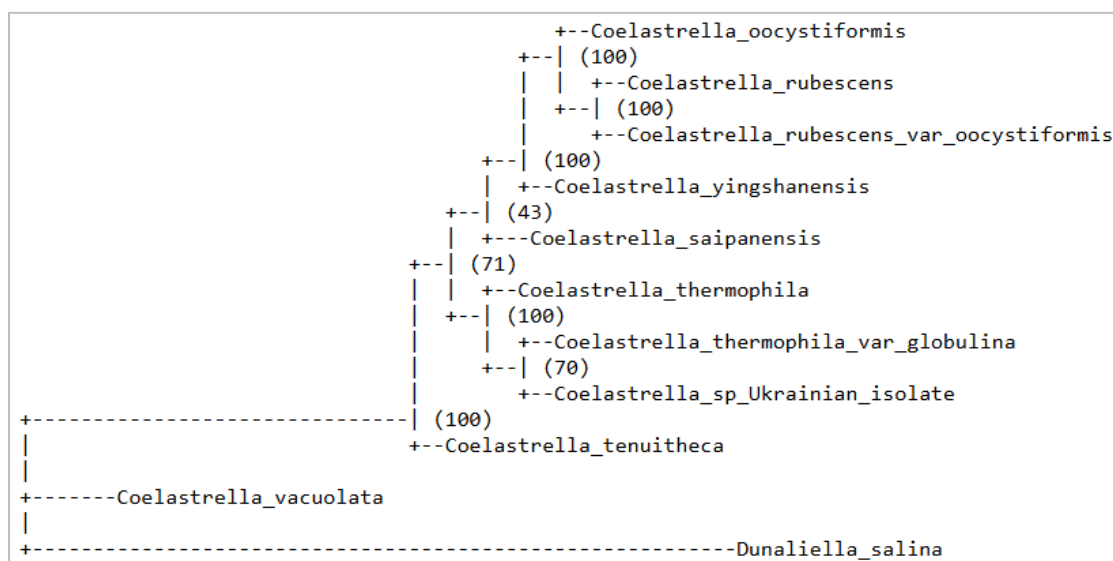 Coelastrella_oocystiformis
(100)
Coelastrella_rubescens
(100)
Coelastrella_rubescens_var_oocystiformis
(100)
Coelastrella_yingshanensis
(43)
Coelastrella_saipanensis
(71)
Coelastrella_thermophila
(100)
Coelastrella_thermophila_var_globulina
(70)
Coelastrella_sp_Ukrainian_isolate
(100)
Coelastrella_tenuitheca
Coelastrella_vacuolata
Dunaliella_salina